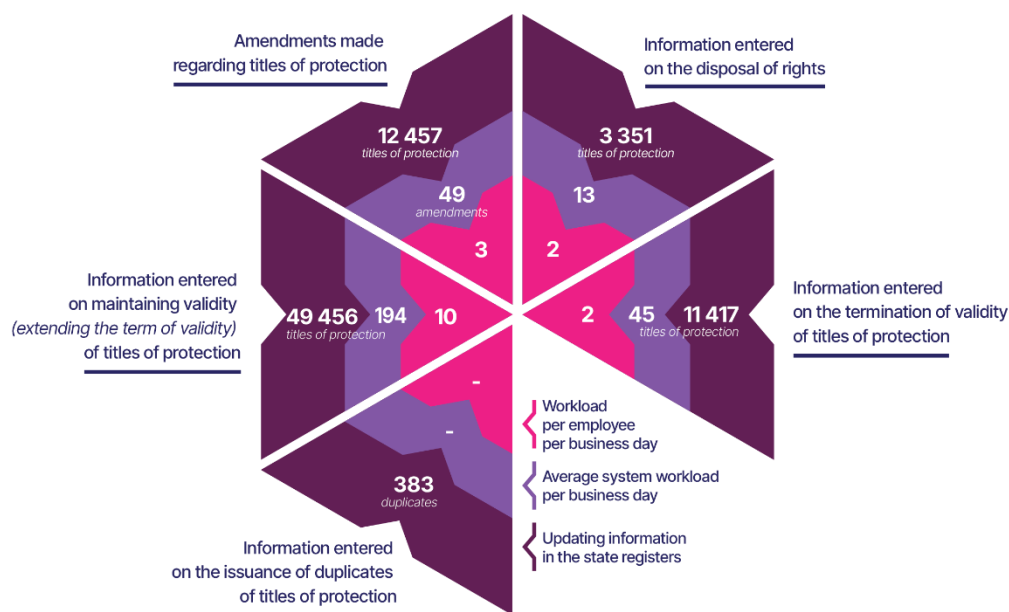 Amendments made
regarding titles of protection
Information entered
on the disposal of rights
12 457
titles of protection
3 351
titles of protection
49
amendments
13
3
2
Information entered
on maintaining validity
(extending the term of validity)
of titles of protection
49 456
titles of protection
194
10
2
45
titles of protection
11 417
Information entered
on the termination of validity
of titles of protection
-
-
383
duplicates
Information entered
on the issuance of duplicates
of titles of protection
Workload
per employee
per business day
Average system workload
per business day
Updating information
in the state registers